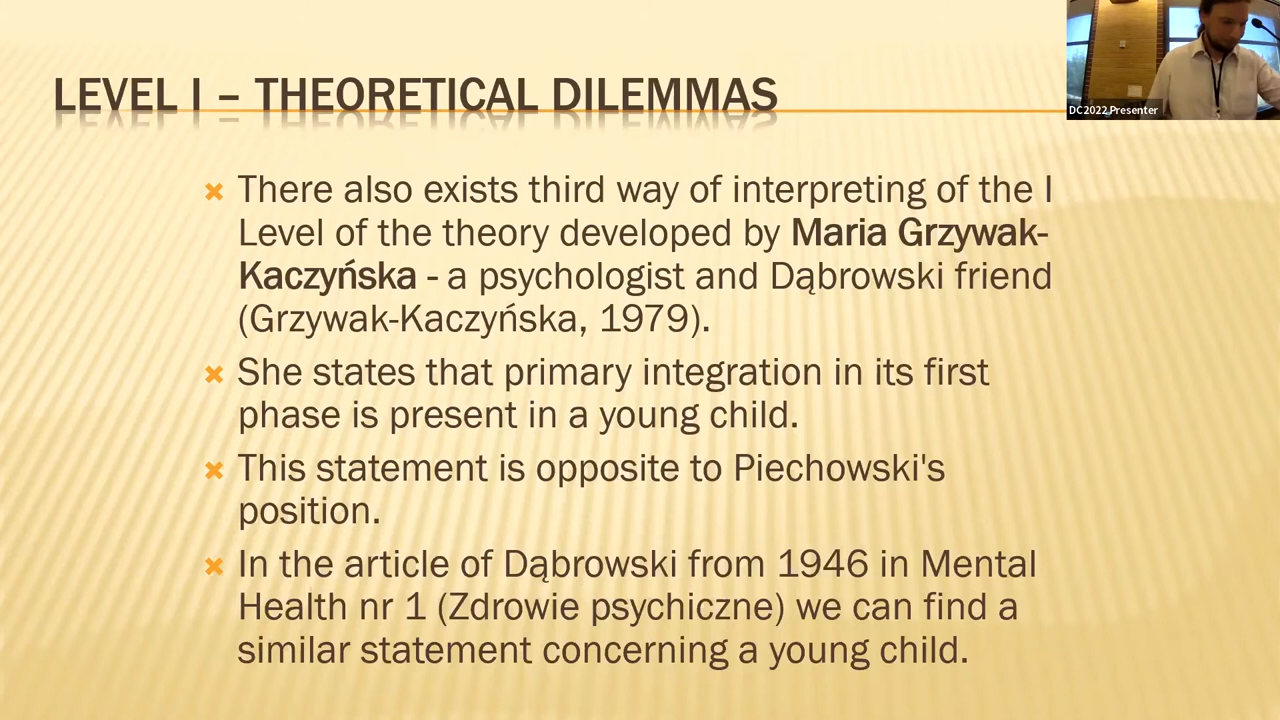 LEVEL I – THEORETICAL DILEMMAS
DC2022 Presenter
There also exists third way of interpreting of the I
Level of the theory developed by Maria Grzywak-
Kaczyńska - a psychologist and Dąbrowski friend
(Grzywak-Kaczyńska, 1979).
She states that primary integration in its first
phase is present in a young child.
This statement is opposite to Piechowski's
position.
In the article of Dąbrowski from 1946 in Mental
Health nr 1 (Zdrowie psychiczne) we can find a
similar statement concerning a young child.